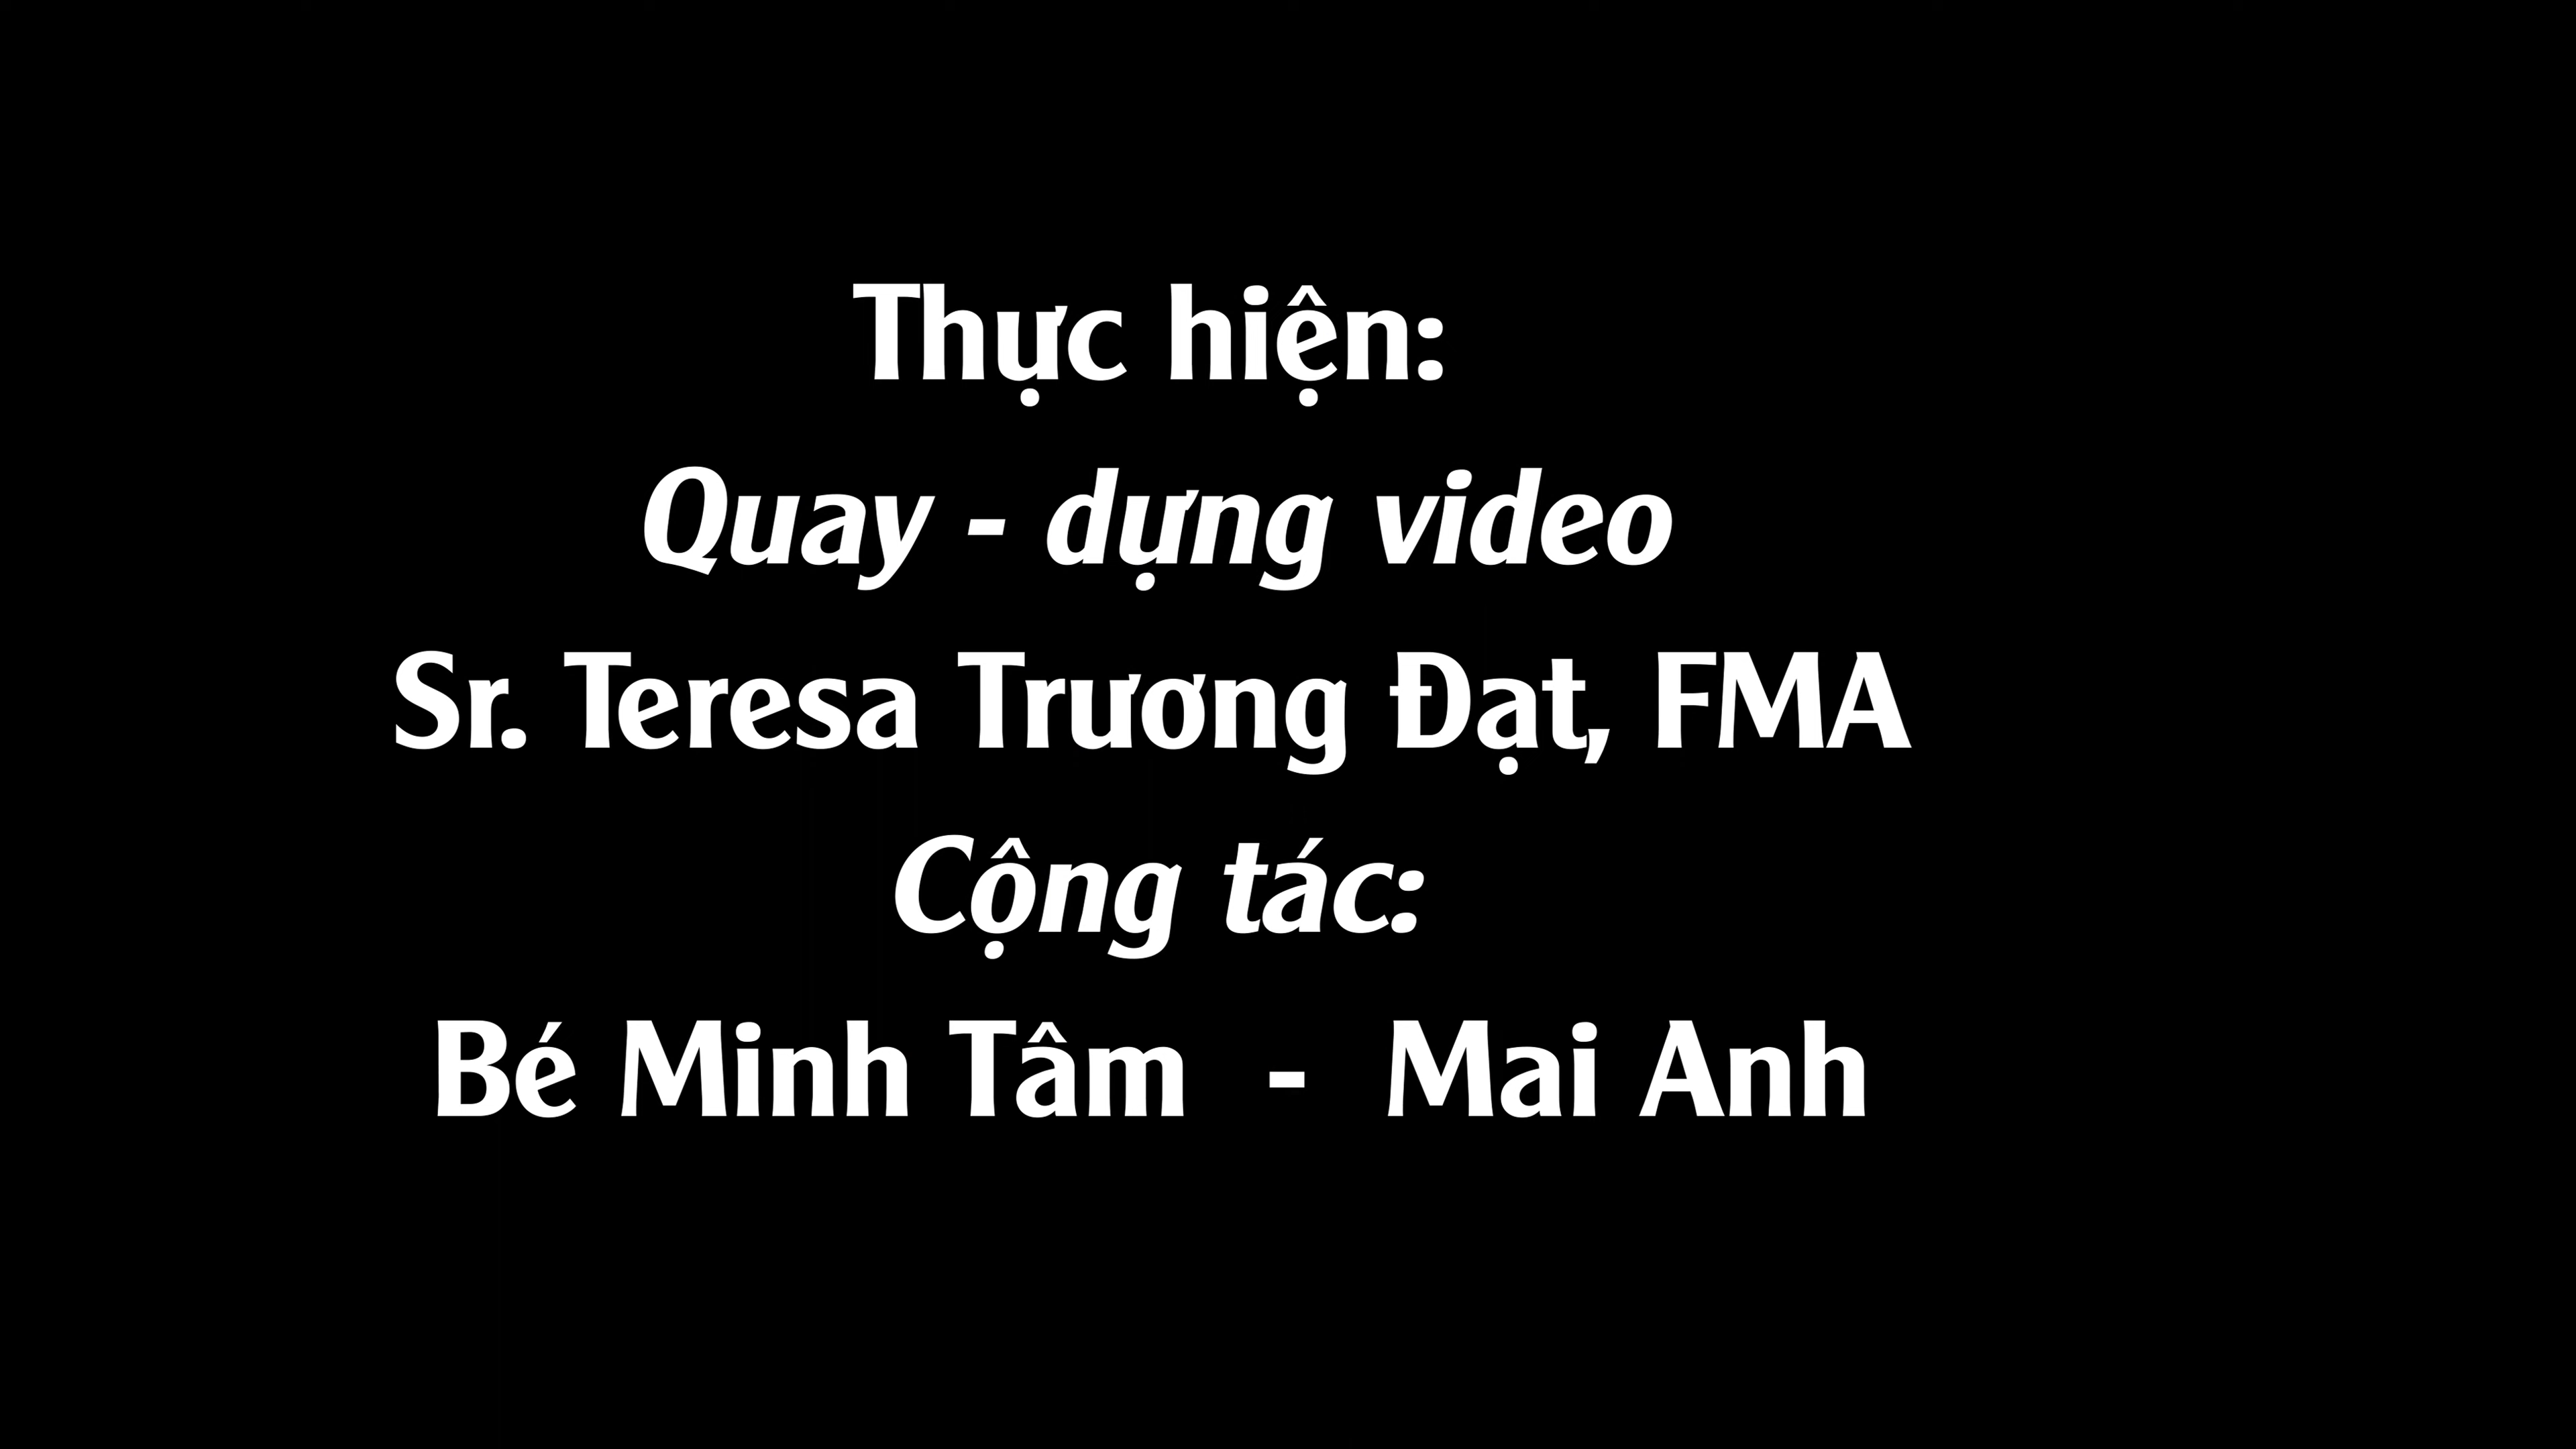 Thực hiện:
Quay - dựng video
Sr. Teresa Trương Đạt, FMA
Cộng tác:
Bé Minh Tâm - Mai Anh